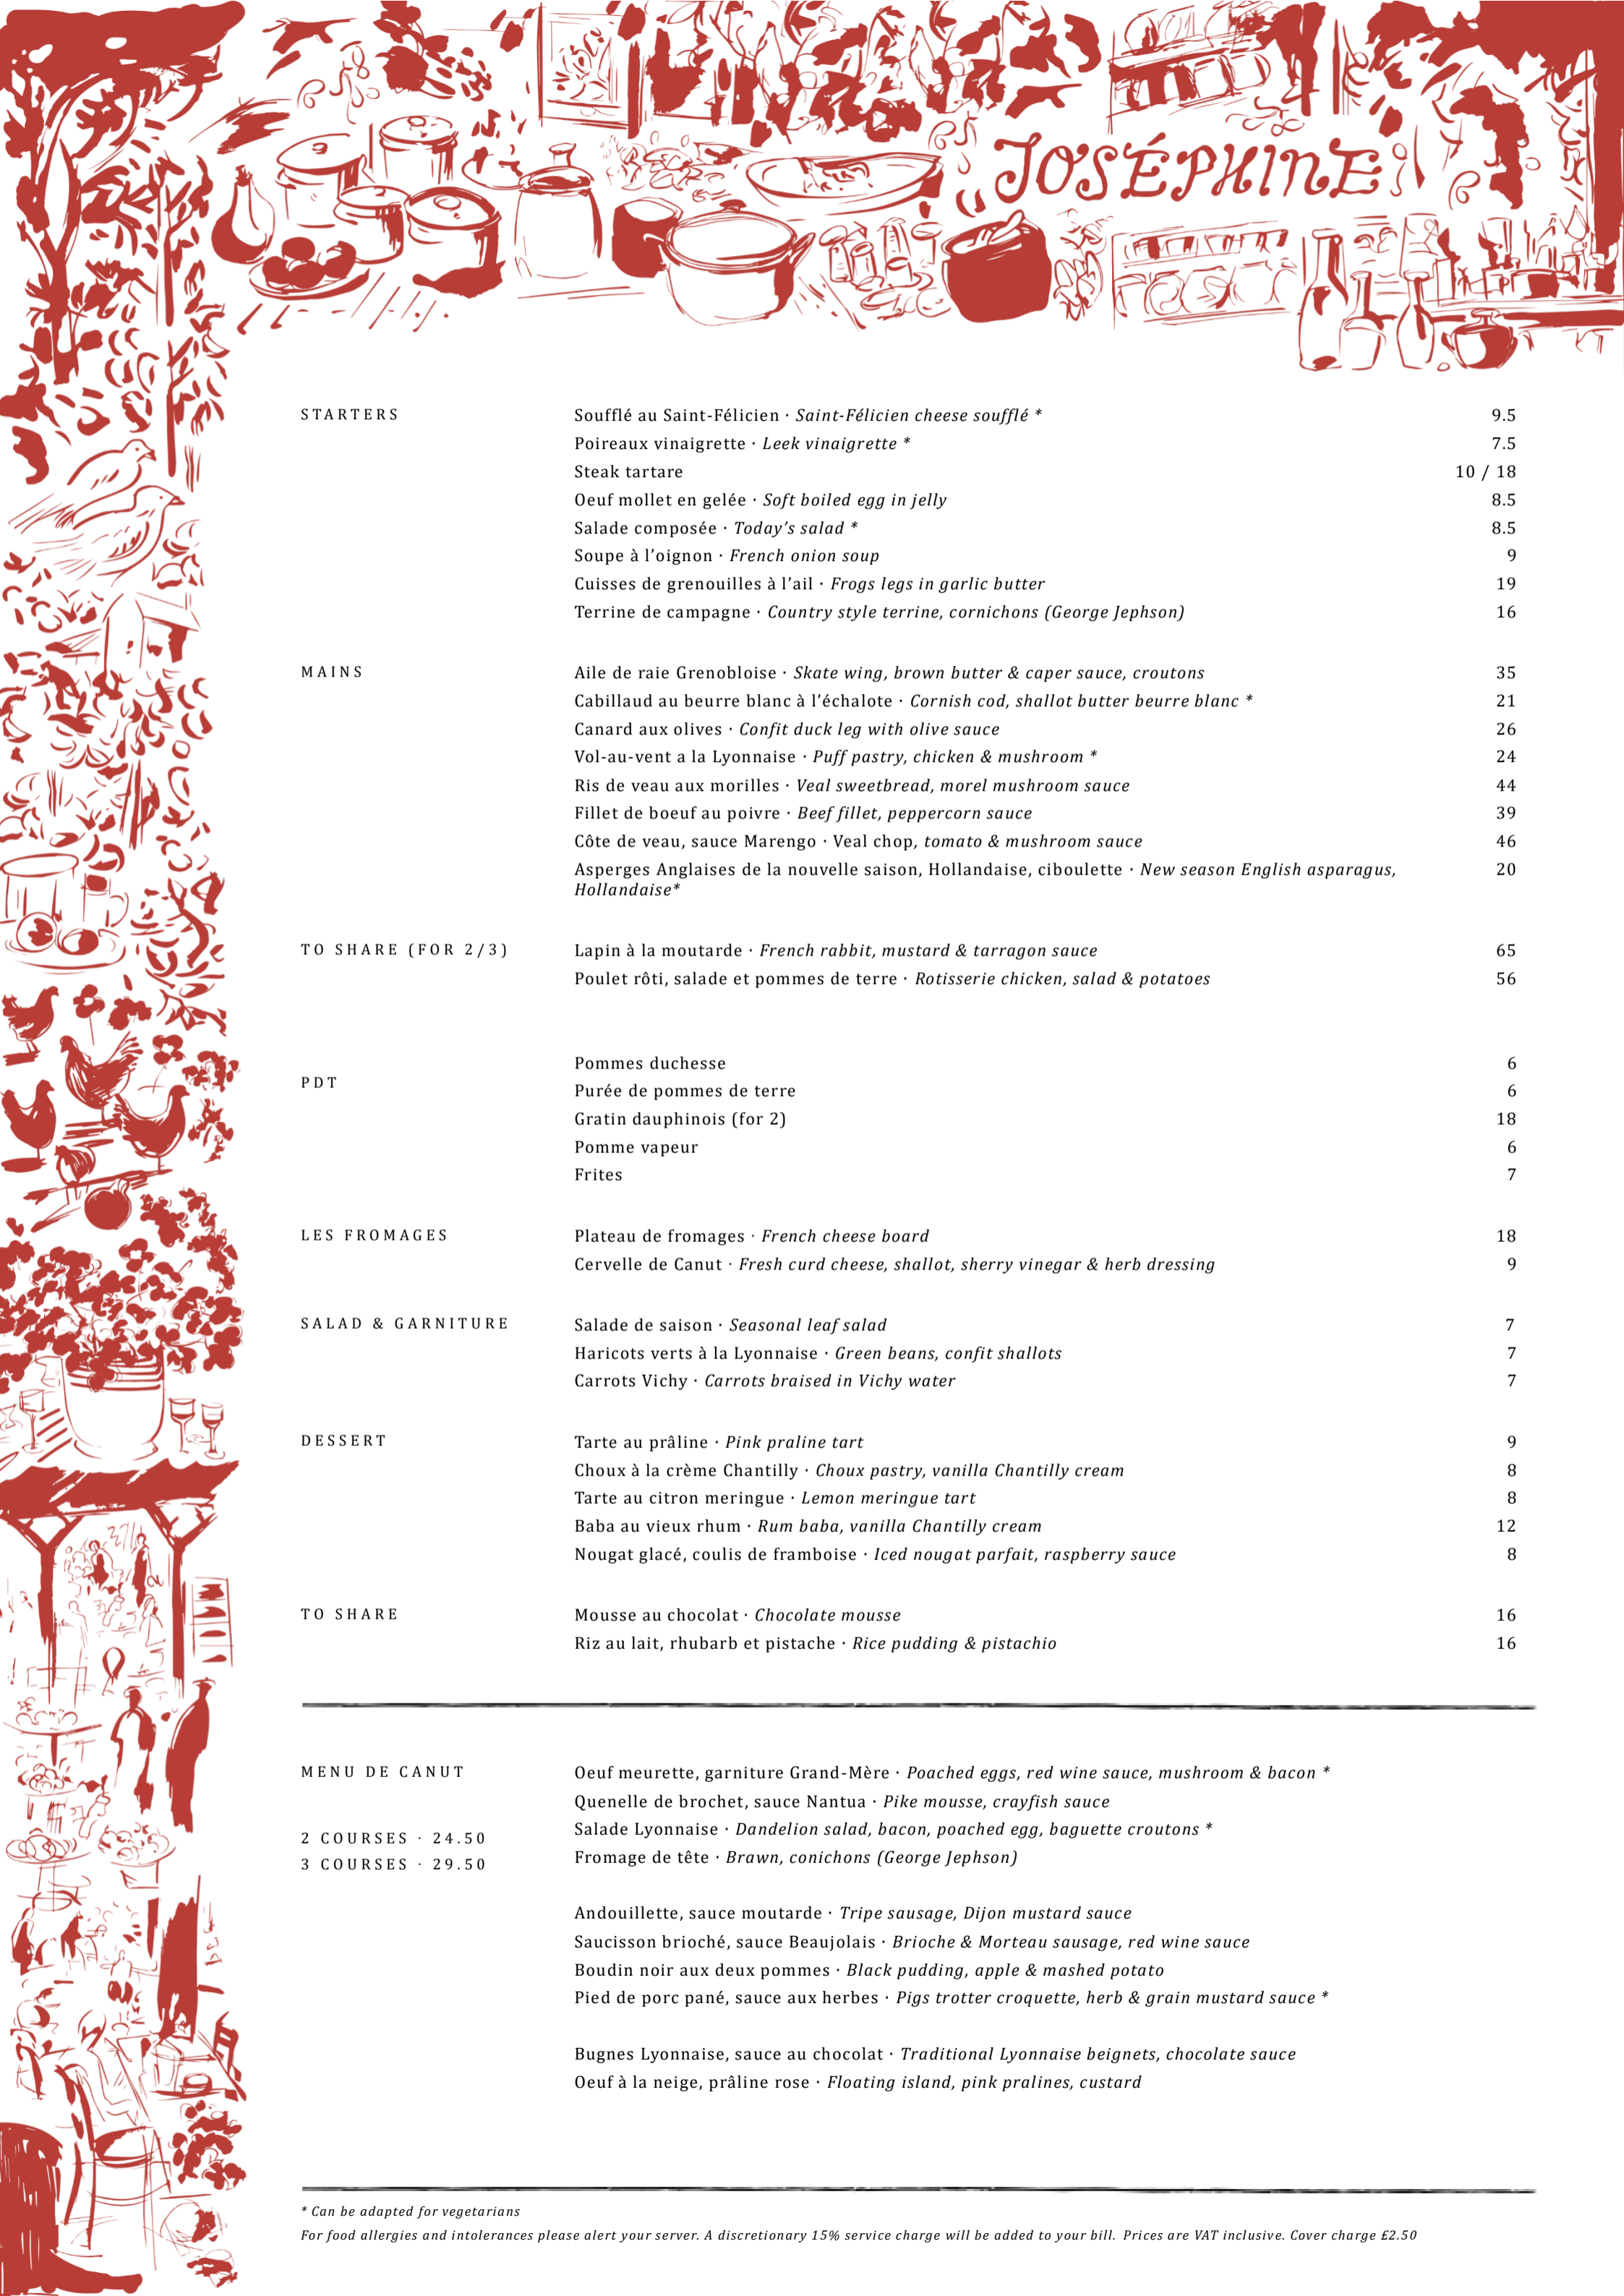 JOSÉPHINE
STARTERS
Soufflé au Saint-Félicien · Saint-Félicien cheese soufflé * 9.5
Poireaux vinaigrette · Leek vinaigrette * 7.5
Steak tartare 10 / 18
Oeuf mollet en gelée · Soft boiled egg in jelly 8.5
Salade composée · Today’s salad * 8.5
Soupe à l’oignon · French onion soup 9
Cuisses de grenouilles à l’ail · Frogs legs in garlic butter 19
Terrine de campagne · Country style terrine, cornichons (George Jephson) 16
MAINS
Aile de raie Grenobloise · Skate wing, brown butter & caper sauce, croutons 35
Cabillaud au beurre blanc à l’échalote · Cornish cod, shallot butter beurre blanc * 21
Canard aux olives · Confit duck leg with olive sauce 26
Vol-au-vent a la Lyonnaise · Puff pastry, chicken & mushroom * 24
Ris de veau aux morilles · Veal sweetbread, morel mushroom sauce 44
Fillet de boeuf au poivre · Beef fillet, peppercorn sauce 39
Côte de veau, sauce Marengo · Veal chop, tomato & mushroom sauce 46
Asperges Anglaises de la nouvelle saison, Hollandaise, ciboulette · New season English asparagus, 20
Hollandaise*
TO SHARE (FOR 2/3)
Lapin à la moutarde · French rabbit, mustard & tarragon sauce 65
Poulet rôti, salade et pommes de terre · Rotisserie chicken, salad & potatoes 56
PDT
Pommes duchesse 6
Purée de pommes de terre 6
Gratin dauphinois (for 2) 18
Pomme vapeur 6
Frites 7
LES FROMAGES
Plateau de fromages · French cheese board 18
Cervelle de Canut · Fresh curd cheese, shallot, sherry vinegar & herb dressing 9
SALAD & GARNITURE
Salade de saison · Seasonal leaf salad 7
Haricots verts à la Lyonnaise · Green beans, confit shallots 7
Carrots Vichy · Carrots braised in Vichy water 7
DESSERT
Tarte au prâline · Pink praline tart 9
Choux à la crème Chantilly · Choux pastry, vanilla Chantilly cream 8
Tarte au citron meringue · Lemon meringue tart 8
Baba au vieux rhum · Rum baba, vanilla Chantilly cream 12
Nougat glacé, coulis de framboise · Iced nougat parfait, raspberry sauce 8
TO SHARE
Mousse au chocolat · Chocolate mousse 16
Riz au lait, rhubarb et pistache · Rice pudding & pistachio 16
MENU DE CANUT
2 COURSES · 24.50
3 COURSES · 29.50
Oeuf meurette, garniture Grand-Mère · Poached eggs, red wine sauce, mushroom & bacon *
Quenelle de brochet, sauce Nantua · Pike mousse, crayfish sauce
Salade Lyonnaise · Dandelion salad, bacon, poached egg, baguette croutons *
Fromage de tête · Brawn, conichons (George Jephson)
Andouillette, sauce moutarde · Tripe sausage, Dijon mustard sauce
Saucisson brioché, sauce Beaujolais · Brioche & Morteau sausage, red wine sauce
Boudin noir aux deux pommes · Black pudding, apple & mashed potato
Pied de porc pané, sauce aux herbes · Pigs trotter croquette, herb & grain mustard sauce *
Bugnes Lyonnaise, sauce au chocolat · Traditional Lyonnaise beignets, chocolate sauce
Oeuf à la neige, prâline rose · Floating island, pink pralines, custard
* Can be adapted for vegetarians
For food allergies and intolerances please alert your server. A discretionary 15% service charge will be added to your bill. Prices are VAT inclusive. Cover charge £2.50